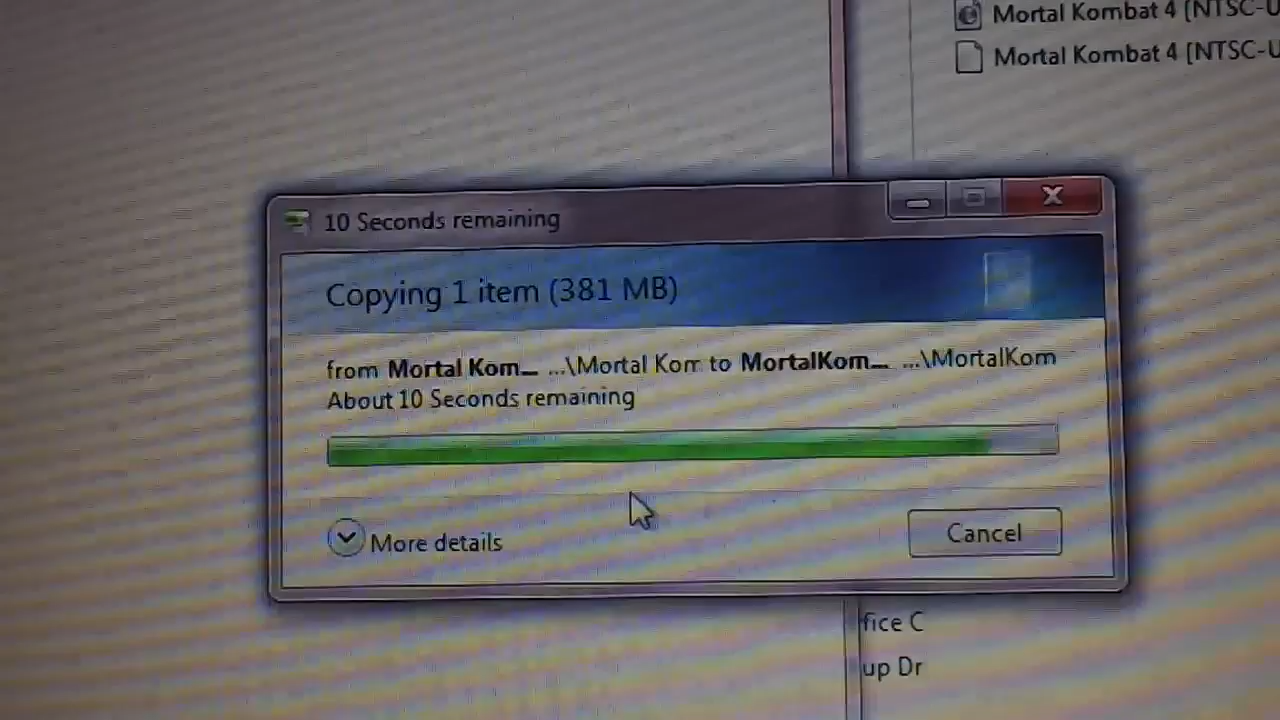 Mortal Kombat 4 [NTSC-U
Mortal Kombat 4 [NTSC-U
10 Seconds remaining
Copying 1 item (381 MB)
from Mortal Kom... ...\Mortal Kom to MortalKom... ...\MortalKom
About 10 Seconds remaining
More details
Cancel
fice C
up Dr